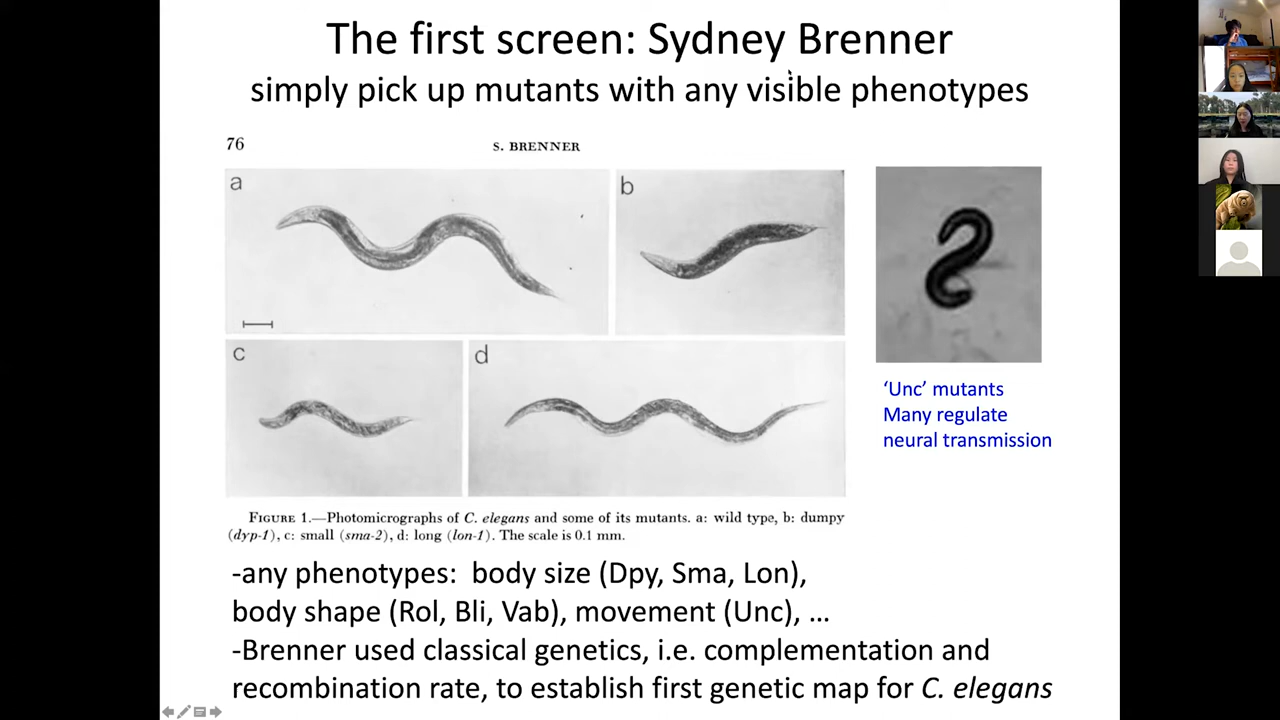 The first screen: Sydney Brenner
simply pick up mutants with any visible phenotypes
76
S. BRENNER
a
b
c
d
'Unc' mutants
Many regulate
neural transmission
FIGURE 1.—Photomicrographs of C. elegans and some of its mutants. a: wild type, b: dumpy
(dyp-1), c: small (sma-2), d: long (lon-1). The scale is 0.1 mm.
-any phenotypes: body size (Dpy, Sma, Lon),
body shape (Rol, Bli, Vab), movement (Unc), ...
-Brenner used classical genetics, i.e. complementation and
recombination rate, to establish first genetic map for C. elegans